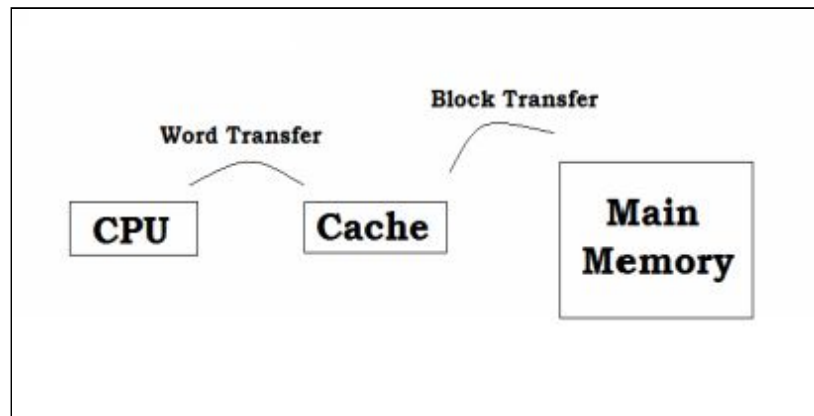 Block Transfer
Word Transfer
CPU
Cache
Main
Memory